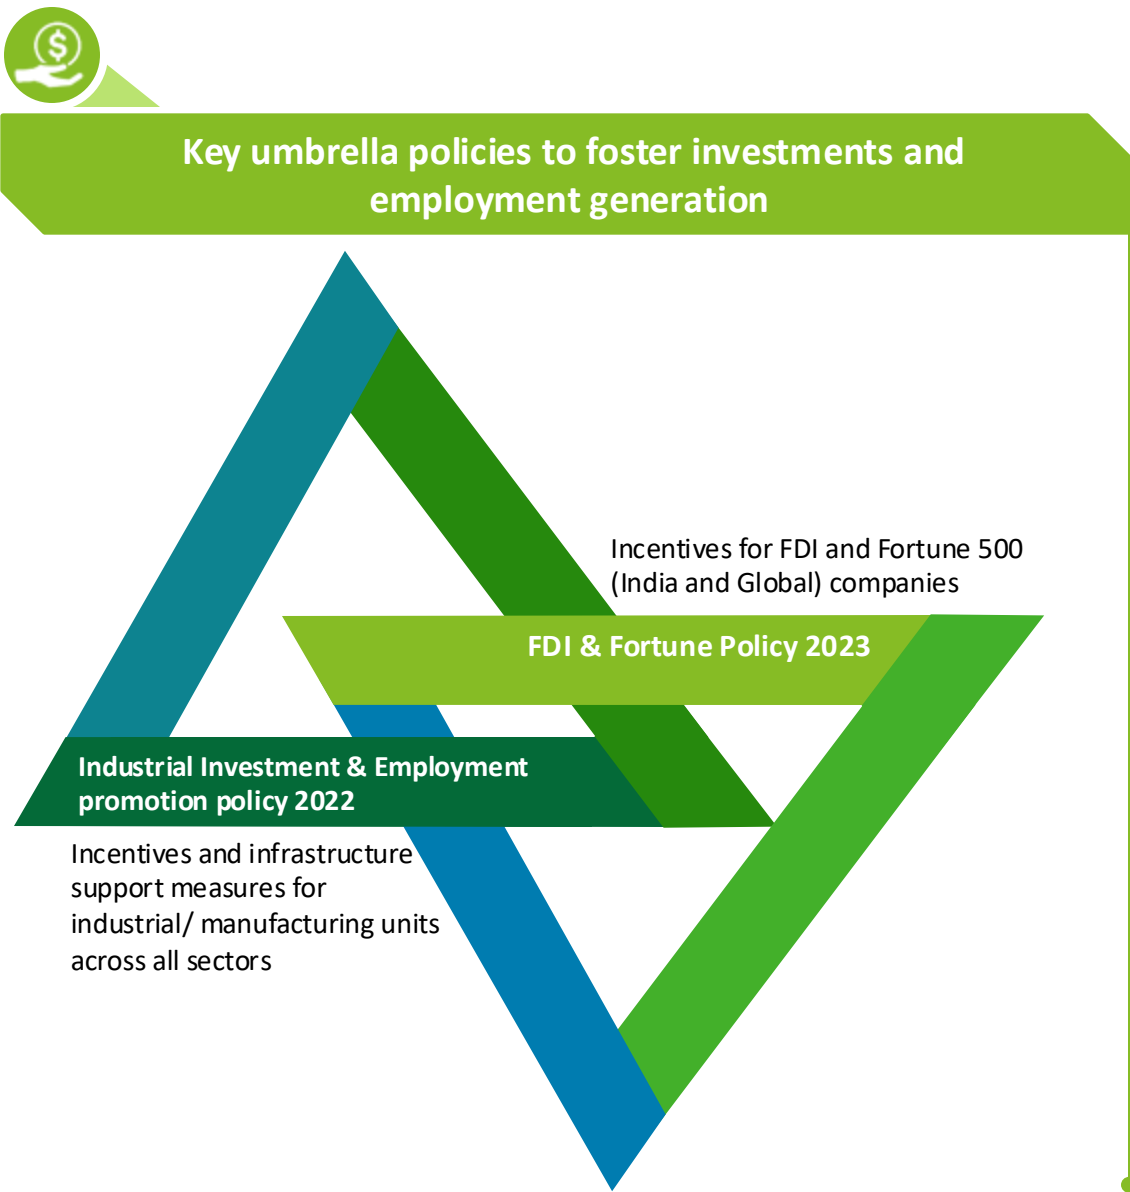 $
Key umbrella policies to foster investments and
employment generation
Incentives for FDI and Fortune 500
(India and Global) companies
FDI & Fortune Policy 2023
Industrial Investment & Employment
promotion policy 2022
Incentives and infrastructure
support measures for
industrial/ manufacturing units
across all sectors